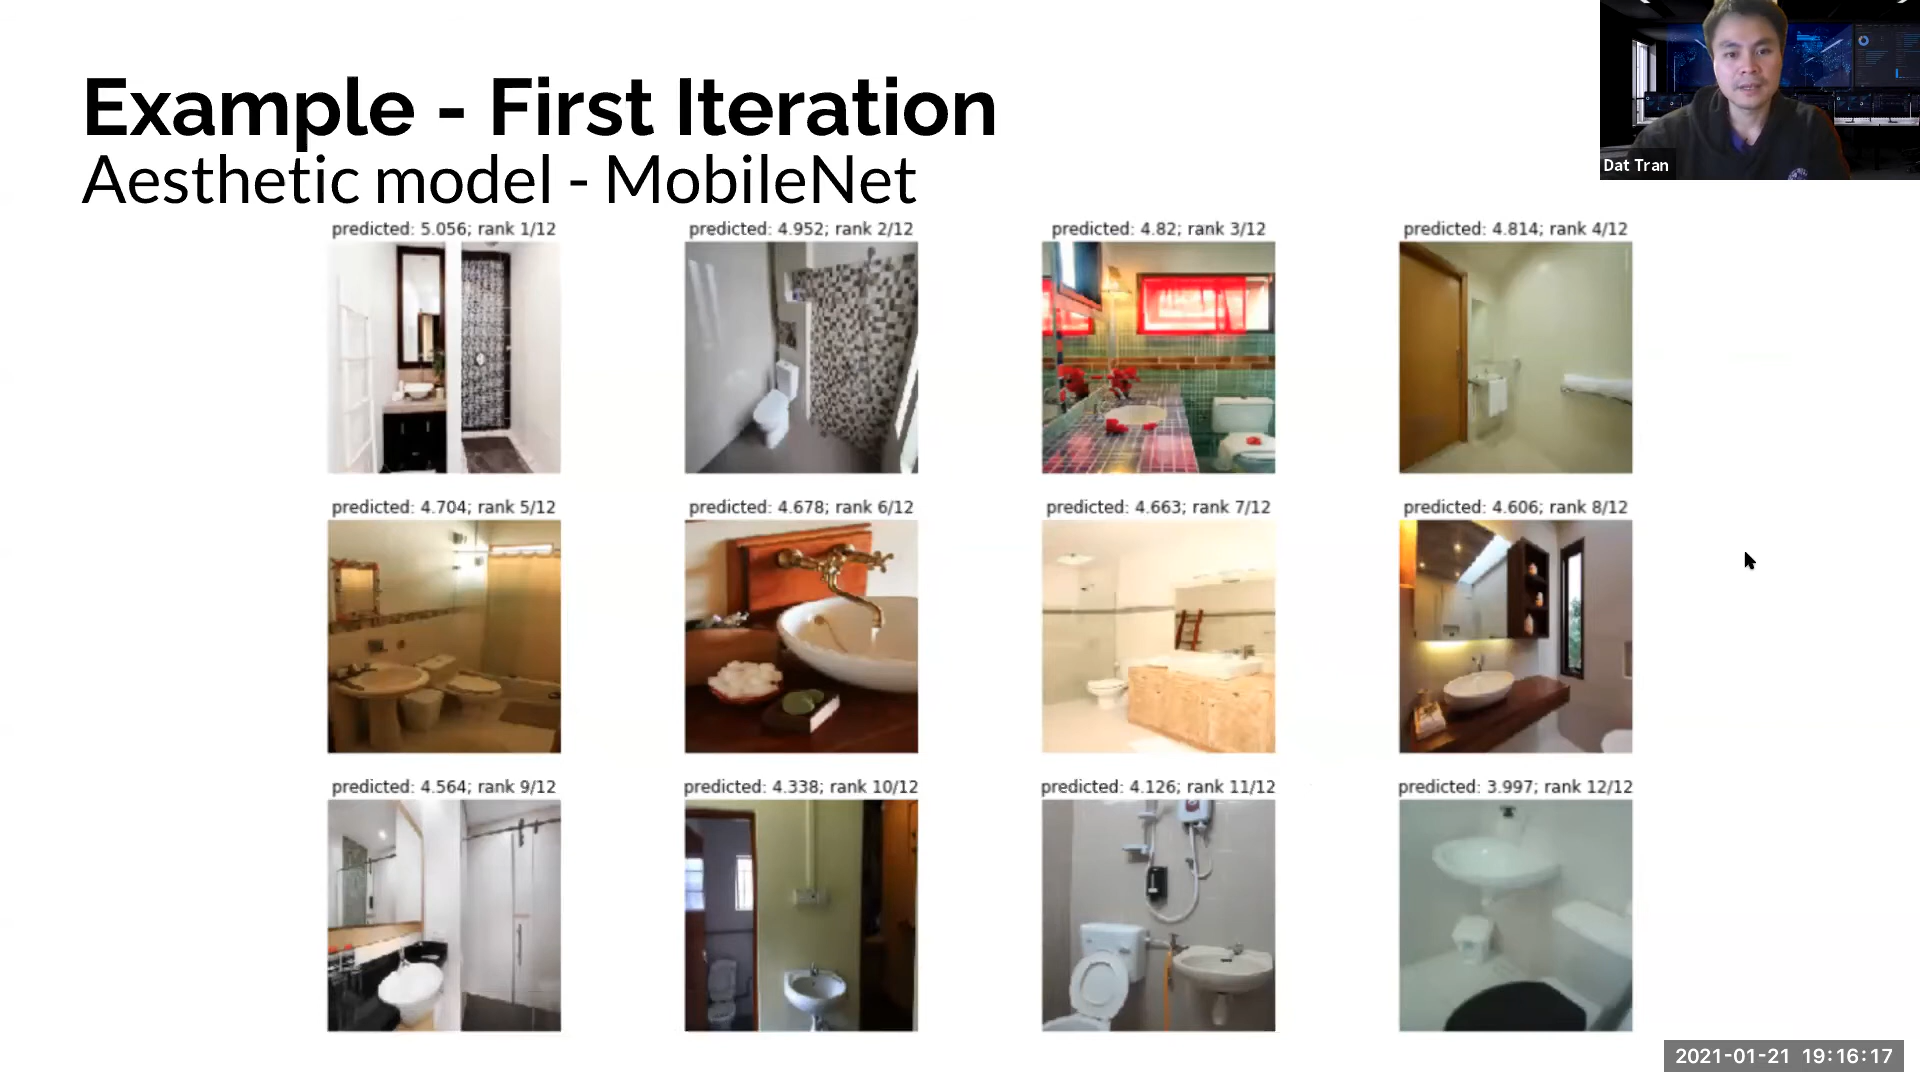 Example - First Iteration
Aesthetic model - MobileNet
Dat Tran
predicted: 5.056; rank 1/12
predicted: 4.952; rank 2/12
predicted: 4.82; rank 3/12
predicted: 4.814; rank 4/12
predicted: 4.704; rank 5/12
predicted: 4.678; rank 6/12
predicted: 4.663; rank 7/12
predicted: 4.606; rank 8/12
predicted: 4.564; rank 9/12
predicted: 4.338; rank 10/12
predicted: 4.126; rank 11/12
predicted: 3.997; rank 12/12
2021-01-21 19:16:17